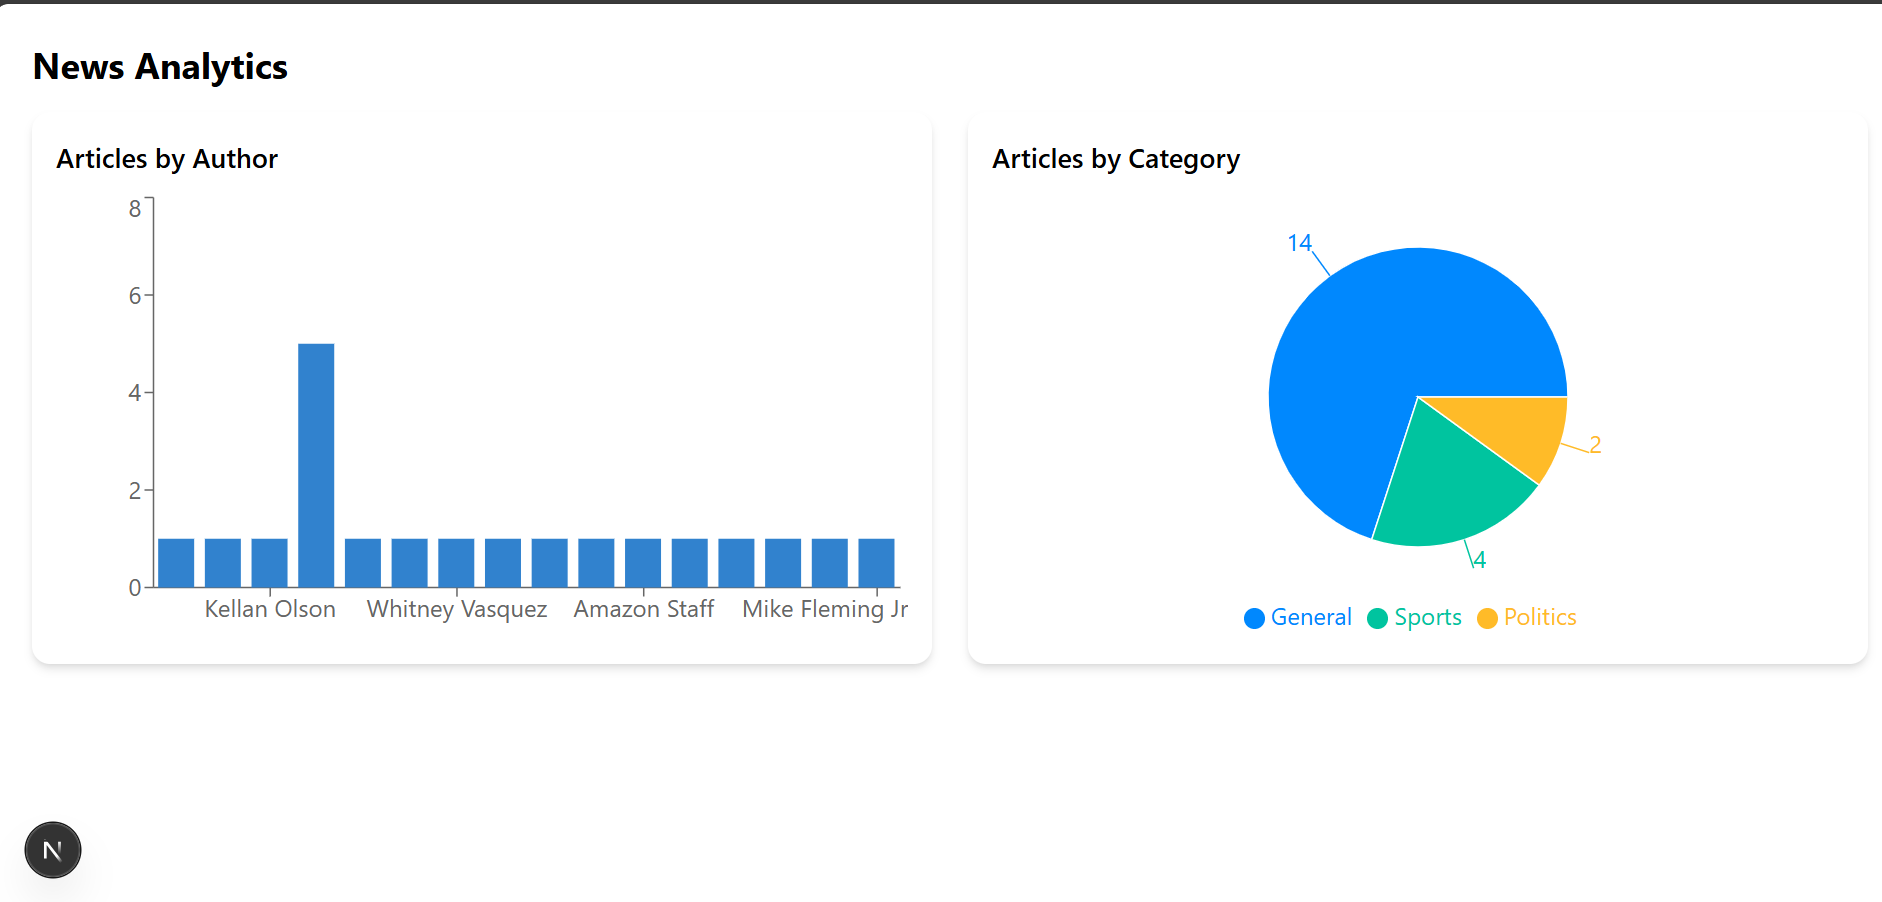 News Analytics
Articles by Author
8
6
4
2
0
Kellan Olson Whitney Vasquez Amazon Staff Mike Fleming Jr
Articles by Category
14
2
4
General Sports Politics
N